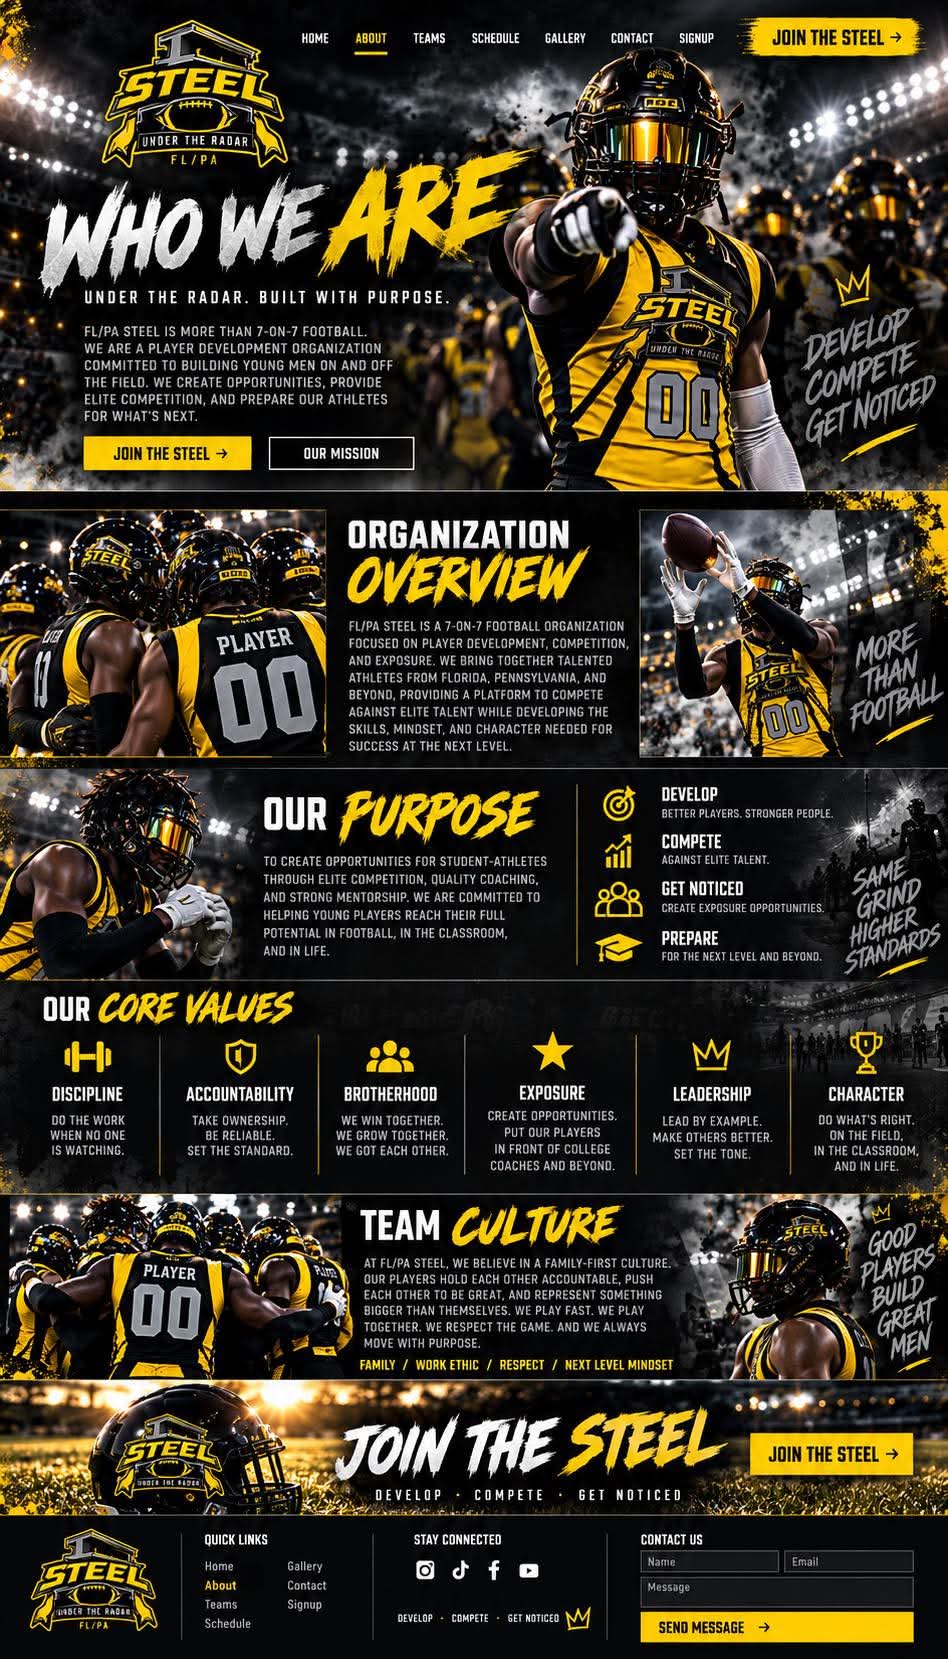 STEEL
UNDER THE RADAR
FL/PA
HOME
ABOUT
TEAMS
SCHEDULE
GALLERY
CONTACT
SIGNUP
JOIN THE STEEL →
WHO WE ARE
UNDER THE RADAR. BUILT WITH PURPOSE.
FL/PA STEEL IS MORE THAN 7-ON-7 FOOTBALL.
WE ARE A PLAYER DEVELOPMENT ORGANIZATION
COMMITTED TO BUILDING YOUNG MEN ON AND OFF
THE FIELD. WE CREATE OPPORTUNITIES, PROVIDE
ELITE COMPETITION, AND PREPARE OUR ATHLETES
FOR WHAT'S NEXT.
JOIN THE STEEL →
OUR MISSION
STEEL
UNDER THE RADAR
00
DEVELOP
COMPETE
GET NOTICED
STEEL
PLAYER
00
ORGANIZATION
OVERVIEW
FL/PA STEEL IS A 7-ON-7 FOOTBALL ORGANIZATION
FOCUSED ON PLAYER DEVELOPMENT, COMPETITION,
AND EXPOSURE. WE BRING TOGETHER TALENTED
ATHLETES FROM FLORIDA, PENNSYLVANIA, AND
BEYOND, PROVIDING A PLATFORM TO COMPETE
AGAINST ELITE TALENT WHILE DEVELOPING THE
SKILLS, MINDSET, AND CHARACTER NEEDED FOR
SUCCESS AT THE NEXT LEVEL.
STEEL
00
MORE
THAN
FOOTBALL
OUR PURPOSE
TO CREATE OPPORTUNITIES FOR STUDENT-ATHLETES
THROUGH ELITE COMPETITION, QUALITY COACHING,
AND STRONG MENTORSHIP. WE ARE COMMITTED TO
HELPING YOUNG PLAYERS REACH THEIR FULL
POTENTIAL IN FOOTBALL, IN THE CLASSROOM,
AND IN LIFE.
DEVELOP
BETTER PLAYERS. STRONGER PEOPLE.
COMPETE
AGAINST ELITE TALENT.
GET NOTICED
CREATE EXPOSURE OPPORTUNITIES.
PREPARE
FOR THE NEXT LEVEL AND BEYOND.
SAME
GRIND
HIGHER
STANDARDS
OUR CORE VALUES
DISCIPLINE
DO THE WORK
WHEN NO ONE
IS WATCHING.
ACCOUNTABILITY
TAKE OWNERSHIP.
BE RELIABLE.
SET THE STANDARD.
BROTHERHOOD
WE WIN TOGETHER.
WE GROW TOGETHER.
WE GOT EACH OTHER.
EXPOSURE
CREATE OPPORTUNITIES.
PUT OUR PLAYERS
IN FRONT OF COLLEGE
COACHES AND BEYOND.
LEADERSHIP
LEAD BY EXAMPLE.
MAKE OTHERS BETTER.
SET THE TONE.
CHARACTER
DO WHAT'S RIGHT.
ON THE FIELD,
IN THE CLASSROOM,
AND IN LIFE.
PLAYER
00
TEAM CULTURE
AT FL/PA STEEL, WE BELIEVE IN A FAMILY-FIRST CULTURE.
OUR PLAYERS HOLD EACH OTHER ACCOUNTABLE, PUSH
EACH OTHER TO BE GREAT, AND REPRESENT SOMETHING
BIGGER THAN THEMSELVES. WE PLAY FAST. WE PLAY
TOGETHER. WE RESPECT THE GAME. AND WE ALWAYS
MOVE WITH PURPOSE.
FAMILY / WORK ETHIC / RESPECT / NEXT LEVEL MINDSET
STEEL
GOOD
PLAYERS
BUILD
GREAT
MEN
STEEL
UNDER THE RADAR
JOIN THE STEEL
DEVELOP · COMPETE · GET NOTICED
JOIN THE STEEL →
STEEL
UNDER THE RADAR
FL/PA
QUICK LINKS
Home
About
Teams
Schedule
Gallery
Contact
Signup
STAY CONNECTED
DEVELOP · COMPETE · GET NOTICED
CONTACT US
Name
Email
Message
SEND MESSAGE →